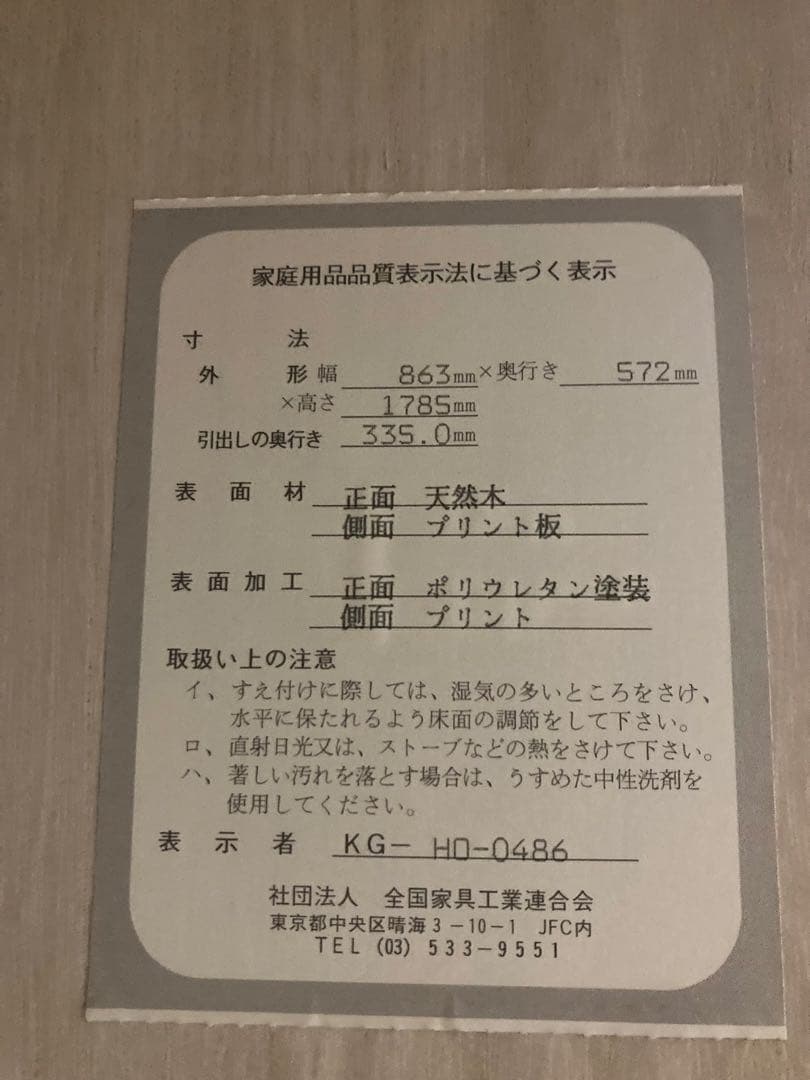 家庭用品品質表示法に基づく表示
寸法
外形 幅 863mm×奥行き 572mm
×高さ 1785mm
引出しの奥行き 335.0mm
表面材 正面 天然木
側面 プリント板
表面加工 正面 ポリウレタン塗装
側面 プリント
取扱い上の注意
イ、すえ付けに際しては、湿気の多いところをさけ、
水平に保たれるよう床面の調節をして下さい。
ロ、直射日光又は、ストーブなどの熱をさけて下さい。
ハ、著しい汚れを落とす場合は、うすめた中性洗剤を
使用してください。
表示者 KG-HO-0486
社団法人 全国家具工業連合会
東京都中央区晴海3-10-1 JFC内
TEL (03) 533-9551